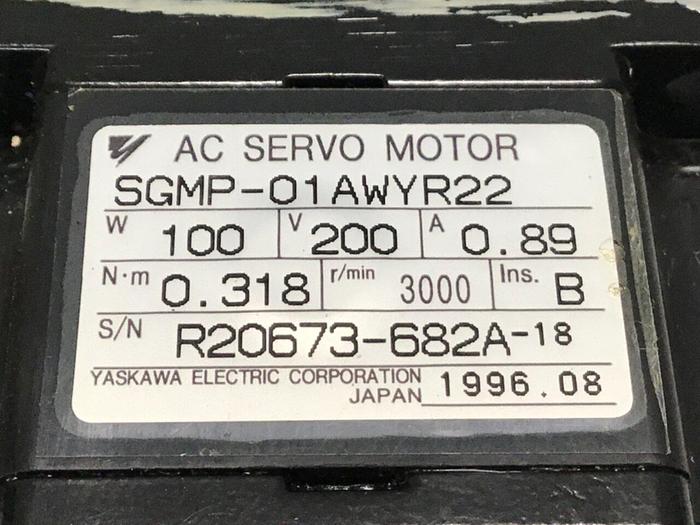 AC SERVO MOTOR
SGMP-01AWYR22
W 100 V 200 A 0.89
N·m 0.318 r/min 3000 Ins. B
S/N R20673-682A-18
YASKAWA ELECTRIC CORPORATION
JAPAN 1996.08